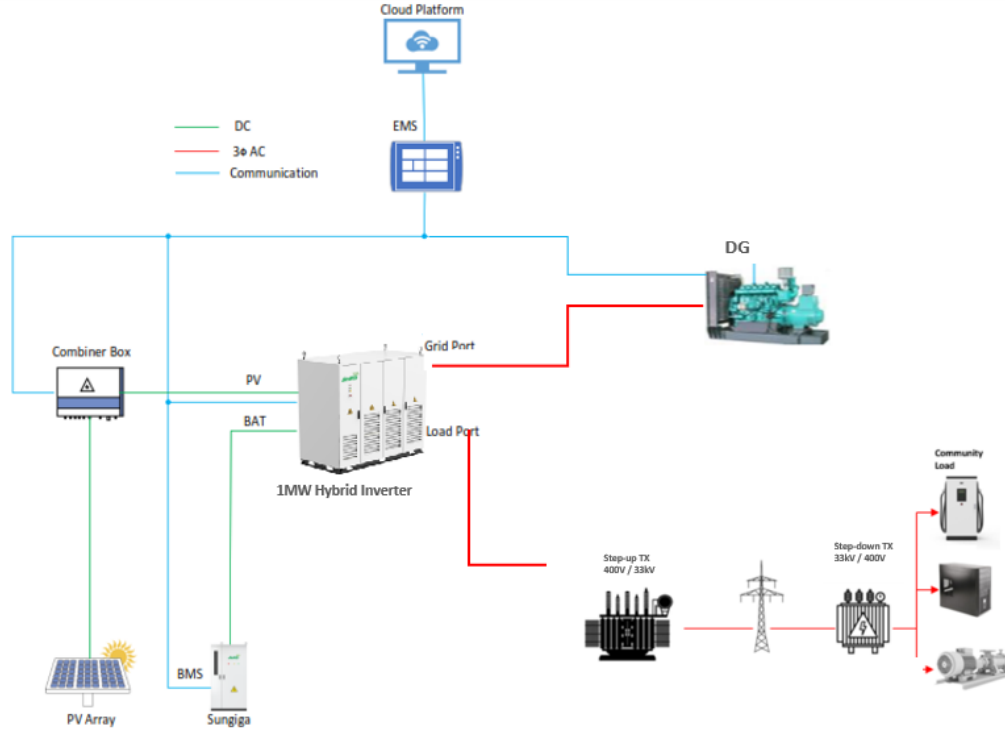 Cloud Platform
EMS
DC
3Φ AC
Communication
DG
Combiner Box
Grid Port
PV
BAT
Load Port
1MW Hybrid Inverter
Community
Load
Step-up TX
400V / 33kV
Step-down TX
33kV / 400V
BMS
PV Array
Sungiga